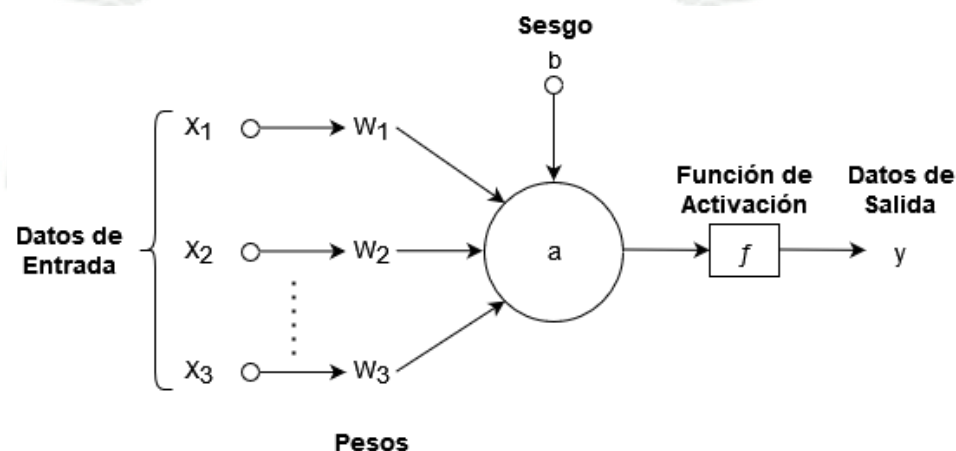 Sesgo
b
X1
W1
Función de
Activación
Datos de
Salida
Datos de
Entrada
X2
W2
a
f
y
X3
W3
Pesos